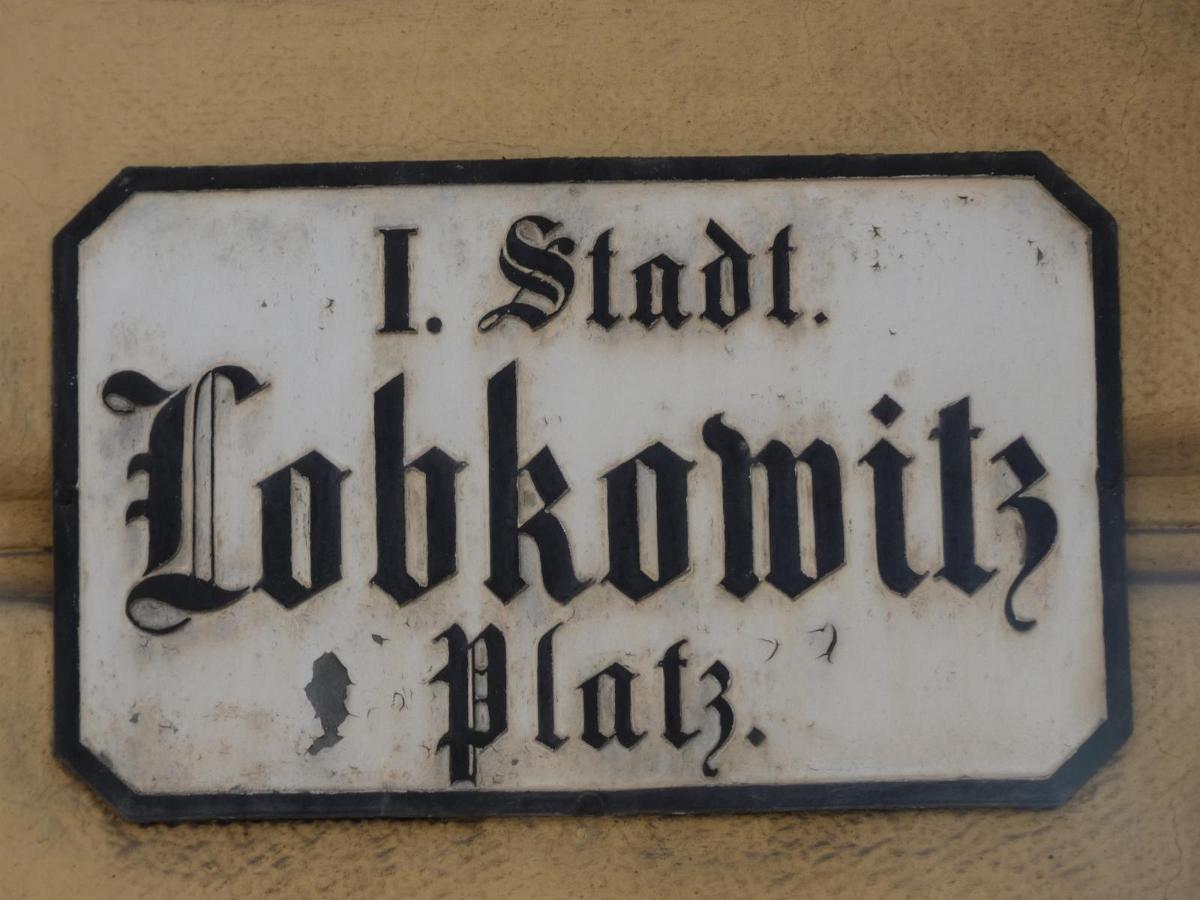 I. Stadt.
Lobkowitz
Platz.